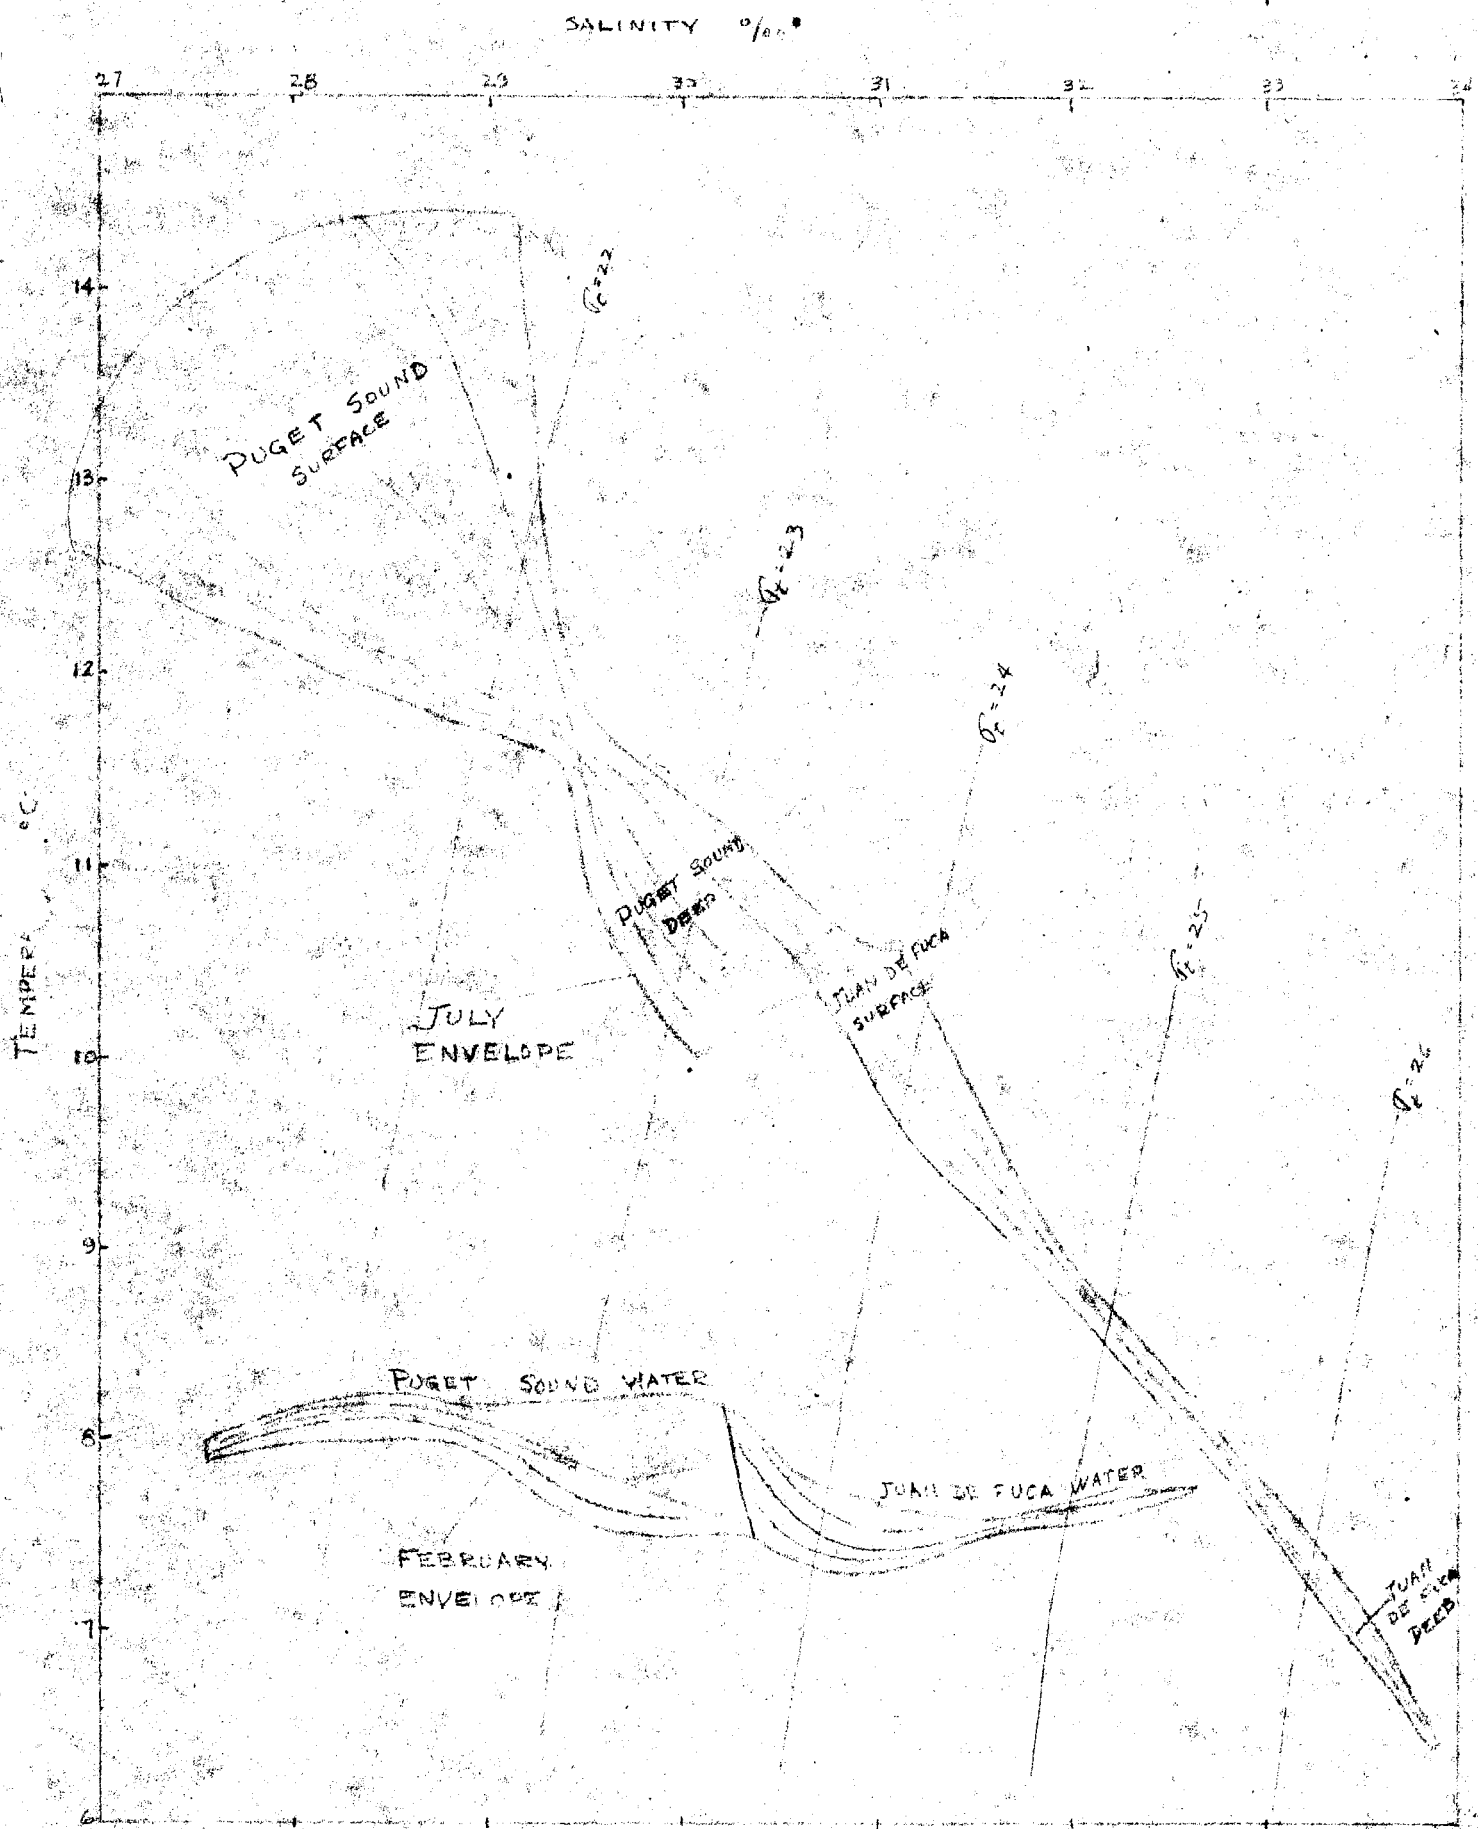 SALINITY ‰
27 28 29 30 31 32 33 34
14
σt=22
PUGET SOUND
SURFACE
13
σt=23
12
σt=24
TEMPERA °C.
11
PUGET SOUND
DEEP
JUAN DE FUCA
SURFACE
σt=25
JULY
ENVELOPE
10
σt=26
9
PUGET SOUND WATER
8
JUAN DE FUCA WATER
FEBRUARY
ENVELOPE
7
JUAN
DE FUCA
DEEP
6